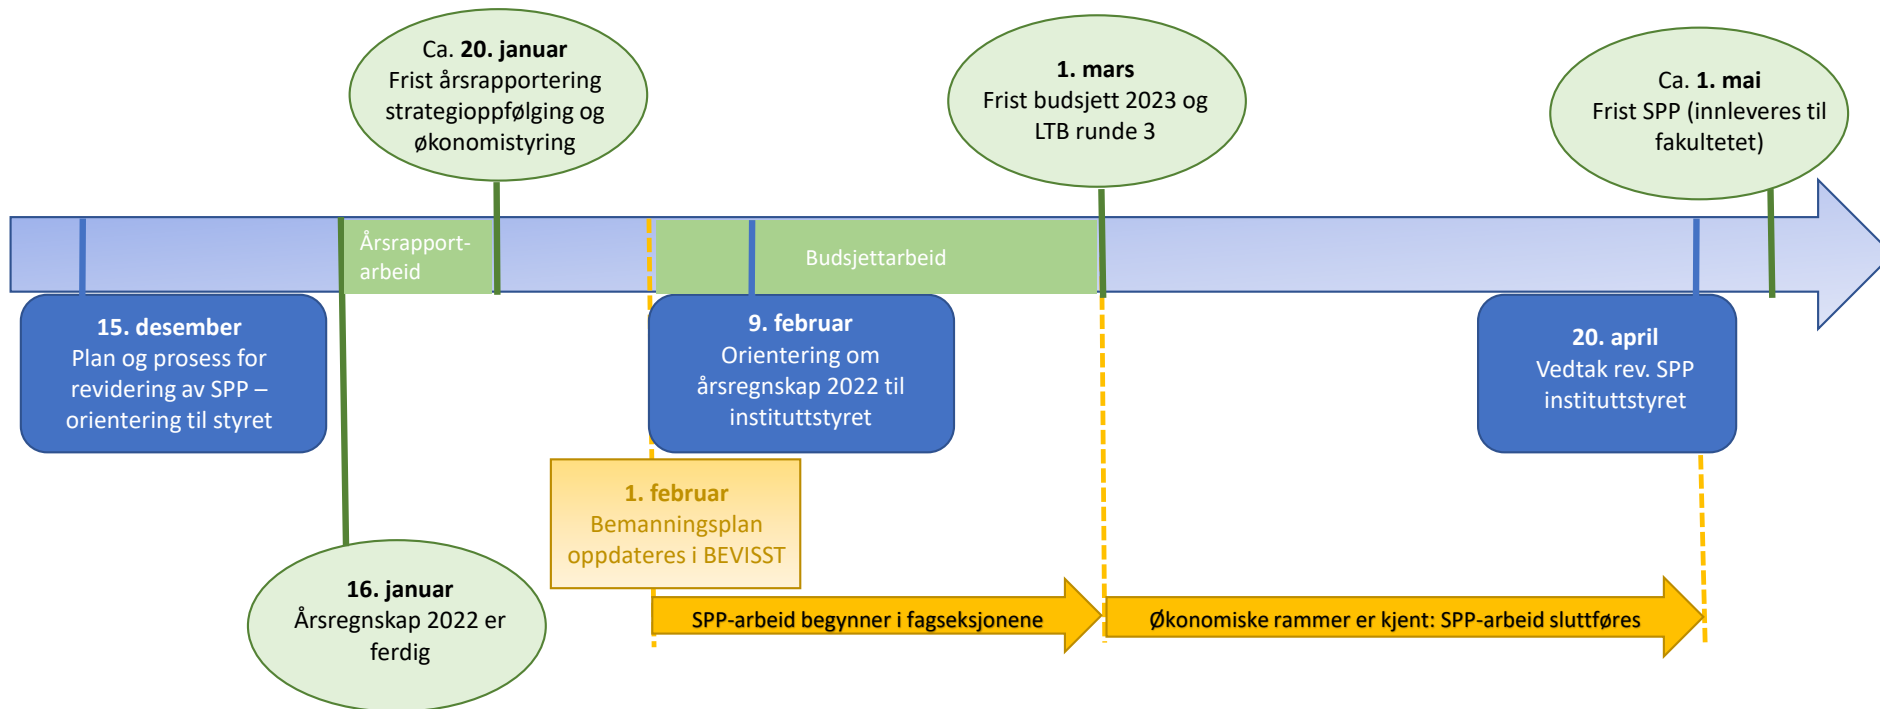 Ca. 20. januar
Frist årsrapportering
strategioppfølging og
økonomistyring
1. mars
Frist budsjett 2023 og
LTB runde 3
Ca. 1. mai
Frist SPP (innleveres til
fakultetet)
Årsrapport-
arbeid
Budsjettarbeid
15. desember
Plan og prosess for
revidering av SPP –
orientering til styret
9. februar
Orientering om
årsregnskap 2022 til
instituttstyret
20. april
Vedtak rev. SPP
instituttstyret
1. februar
Bemanningsplan
oppdateres i BEVISST
16. januar
Årsregnskap 2022 er
ferdig
SPP-arbeid begynner i fagseksjonene
Økonomiske rammer er kjent: SPP-arbeid sluttføres